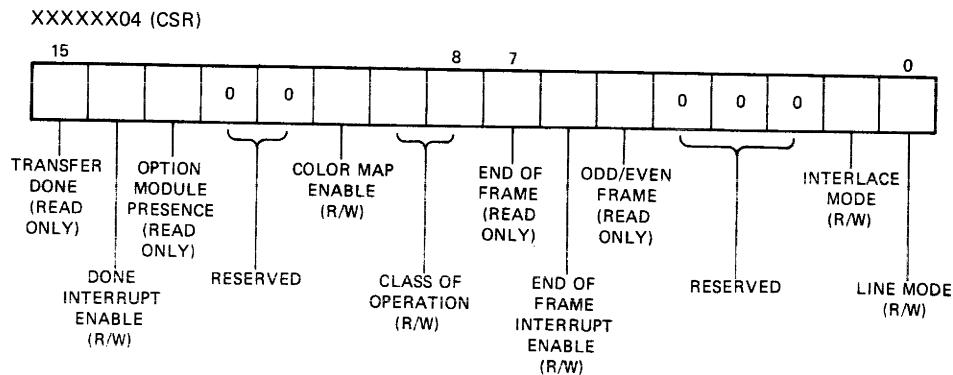 XXXXXX04 (CSR)
15 8 7 0
0 0 0 0 0
TRANSFER
DONE
(READ
ONLY)
DONE
INTERRUPT
ENABLE
(R/W)
OPTION
MODULE
PRESENCE
(READ
ONLY)
RESERVED
COLOR MAP
ENABLE
(R/W)
CLASS OF
OPERATION
(R/W)
END OF
FRAME
(READ
ONLY)
END OF
FRAME
INTERRUPT
ENABLE
(R/W)
ODD/EVEN
FRAME
(READ
ONLY)
RESERVED
INTERLACE
MODE
(R/W)
LINE MODE
(R/W)